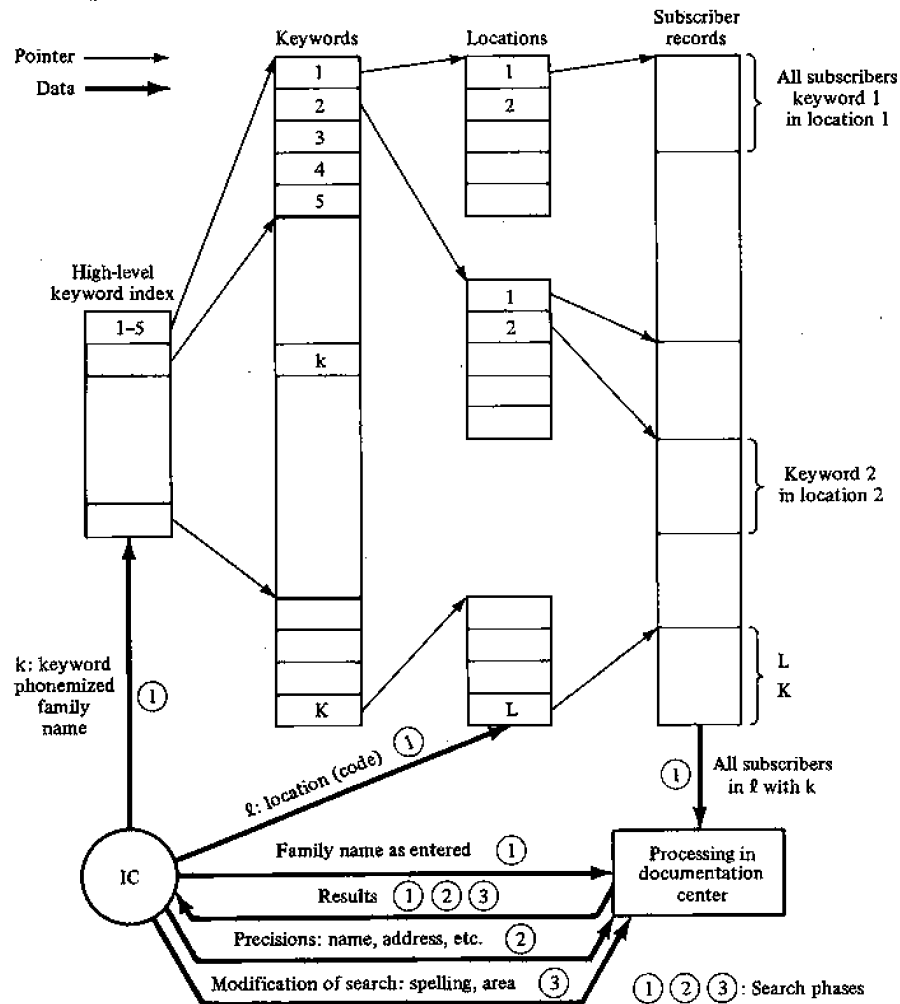 Pointer
Data
Keywords
Locations
Subscriber
records
1
2
3
4
5
k
K
1
2
1
2
L
All subscribers
keyword 1
in location 1
High-level
keyword index
1–5
Keyword 2
in location 2
L
K
k: keyword
phonemized
family
name
1
ℓ: location (code) 1
1
All subscribers
in ℓ with k
IC
Family name as entered 1
Results 1 2 3
Precisions: name, address, etc. 2
Modification of search: spelling, area 3
Processing in
documentation
center
1 2 3 : Search phases